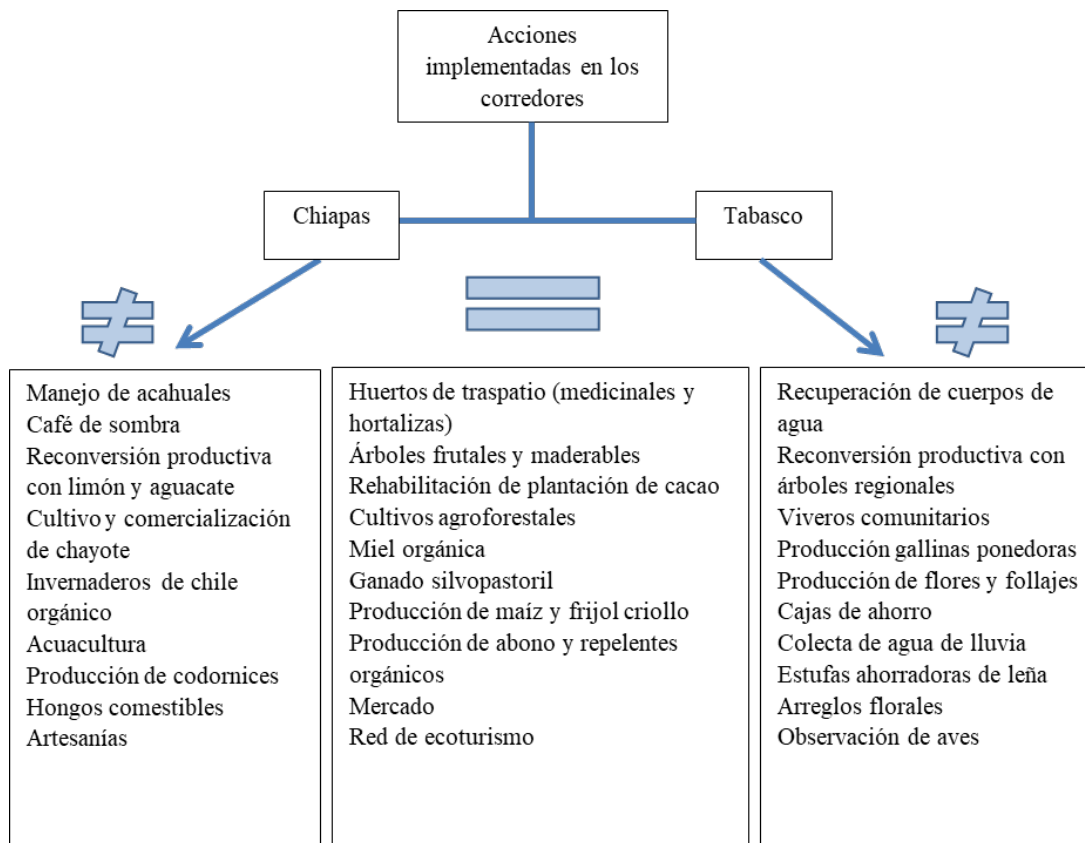 Acciones
implementadas en los
corredores
Chiapas
Tabasco
Manejo de acahuales
Café de sombra
Reconversión productiva
con limón y aguacate
Cultivo y comercialización
de chayote
Invernaderos de chile
orgánico
Acuacultura
Producción de codornices
Hongos comestibles
Artesanías
Huertos de traspatio (medicinales y
hortalizas)
Árboles frutales y maderables
Rehabilitación de plantación de cacao
Cultivos agroforestales
Miel orgánica
Ganado silvopastoril
Producción de maíz y frijol criollo
Producción de abono y repelentes
orgánicos
Mercado
Red de ecoturismo
Recuperación de cuerpos de
agua
Reconversión productiva con
árboles regionales
Viveros comunitarios
Producción gallinas ponedoras
Producción de flores y follajes
Cajas de ahorro
Colecta de agua de lluvia
Estufas ahorradoras de leña
Arreglos florales
Observación de aves